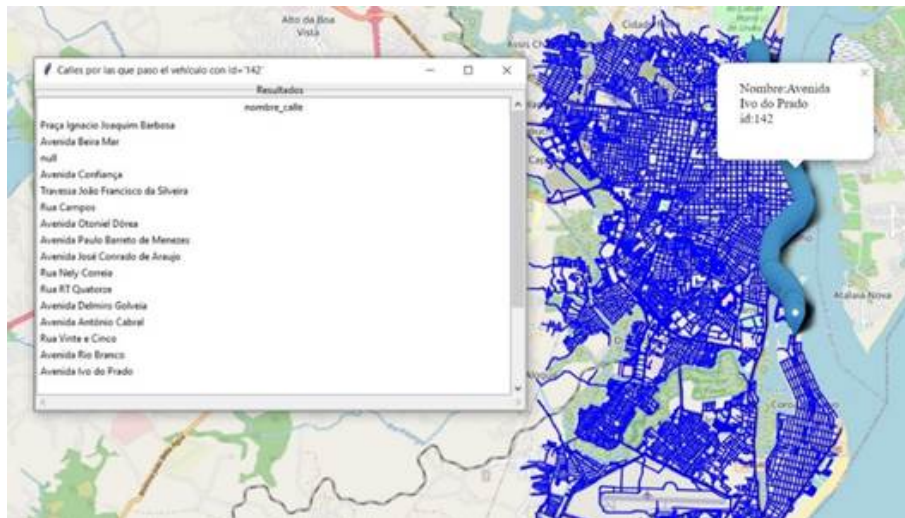 Alto da Boa
Vista
Calles por las que paso el vehículo con id='142'
Resultados
nombre_calle
Praça Ignacio Joaquim Barbosa
Avenida Beira Mar
null
Avenida Confiança
Travessa João Francisco da Silveira
Rua Campos
Avenida Otoniel Dórea
Avenida Paulo Barreto de Menezes
Avenida José Conrado de Araujo
Rua Nely Correia
Rua RT Quatorze
Avenida Delmiro Golveia
Avenida Antônio Cabral
Rua Vinte e Cinco
Avenida Rio Branco
Avenida Ivo do Prado
Nombre:Avenida
Ivo do Prado
id:142
Atalaia Nova